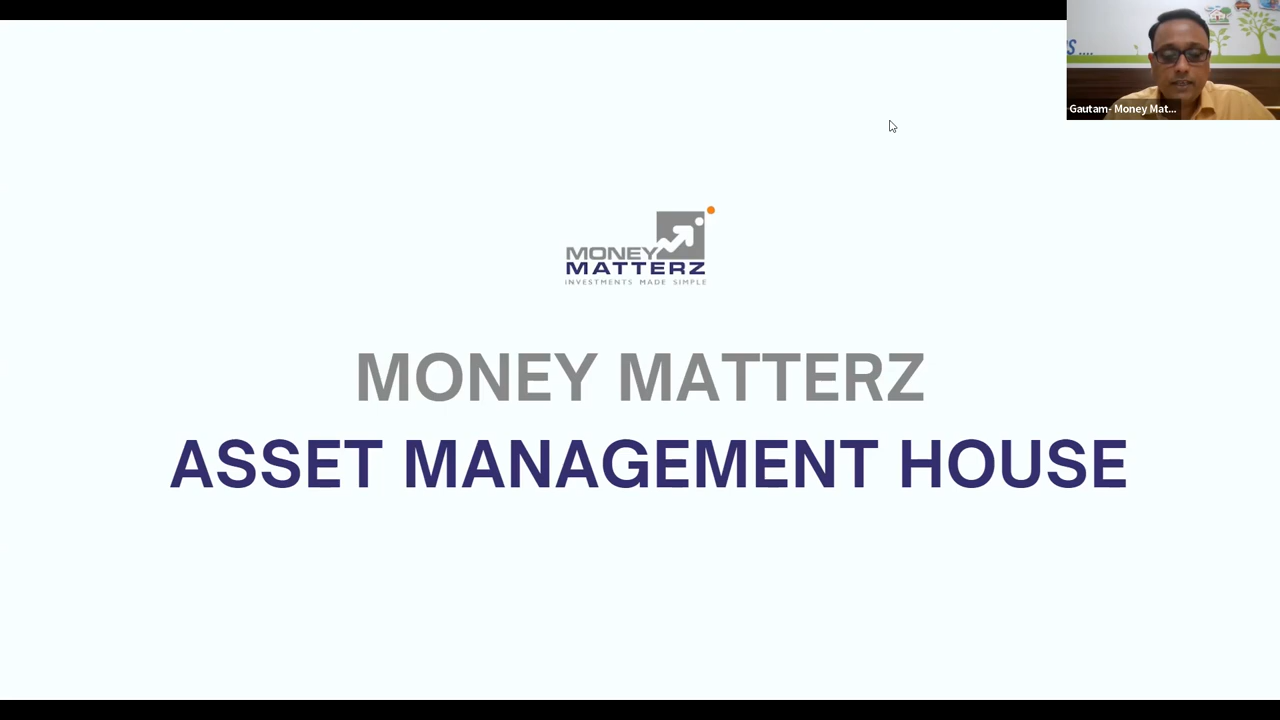 S ....
Gautam- Money Mat...
MONEY
MATTERZ
INVESTMENTS MADE SIMPLE
MONEY MATTERZ
ASSET MANAGEMENT HOUSE